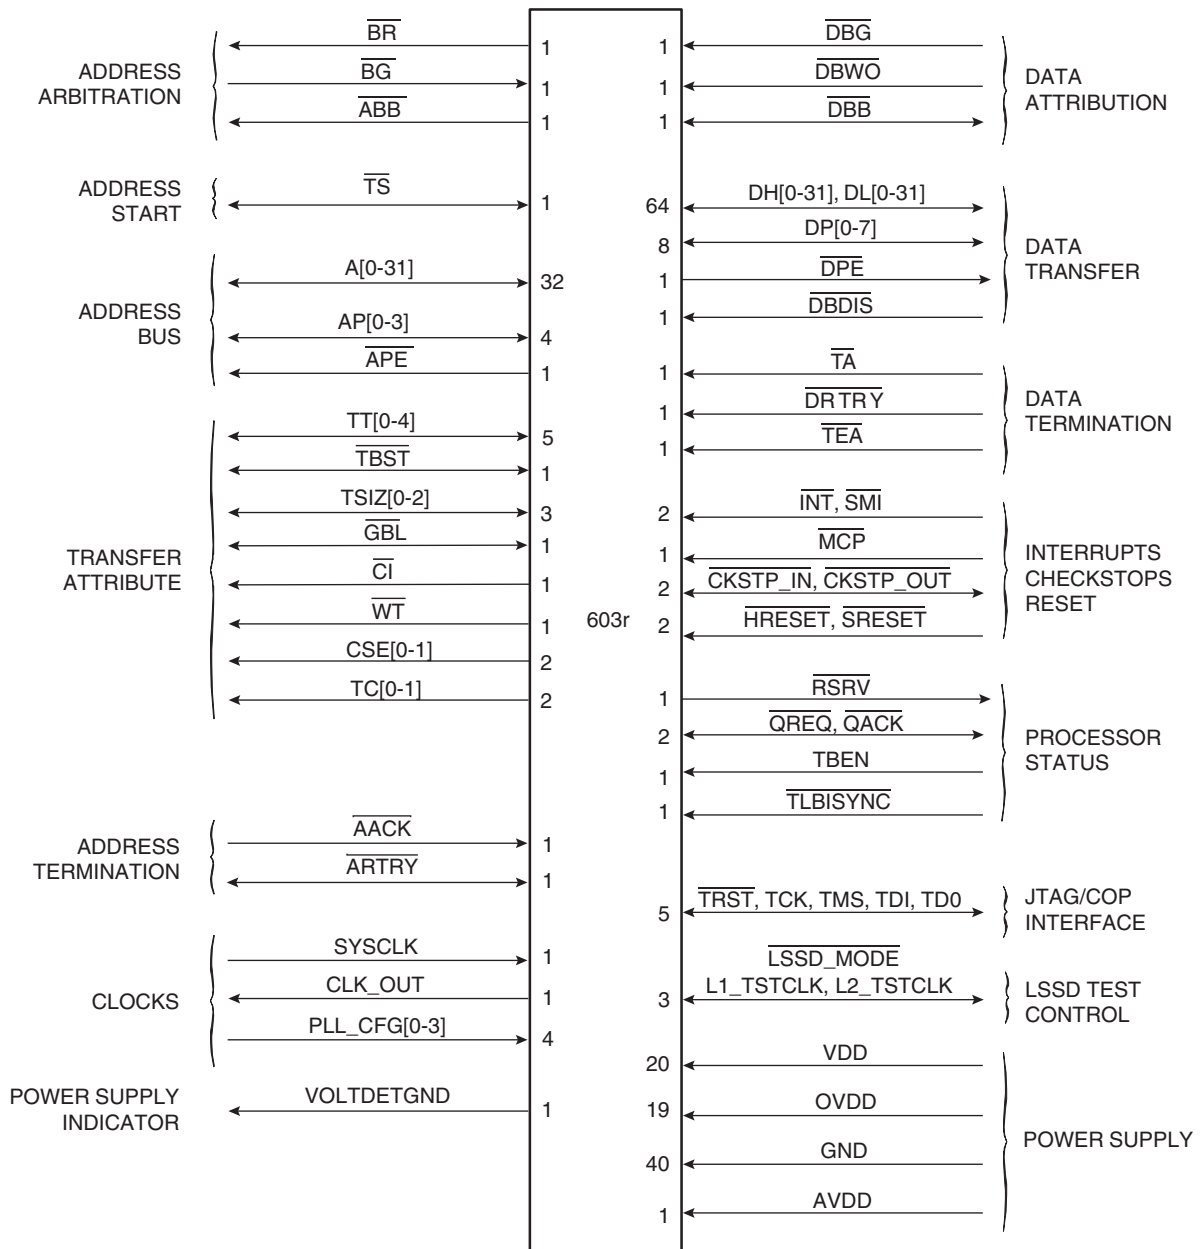 ADDRESS
ARBITRATION
BR 1
BG 1
ABB 1
ADDRESS
START
TS 1
ADDRESS
BUS
A[0-31] 32
AP[0-3] 4
APE 1
TRANSFER
ATTRIBUTE
TT[0-4] 5
TBST 1
TSIZ[0-2] 3
GBL 1
CI 1
WT 1
CSE[0-1] 2
TC[0-1] 2
ADDRESS
TERMINATION
AACK 1
ARTRY 1
CLOCKS
SYSCLK 1
CLK_OUT 1
PLL_CFG[0-3] 4
POWER SUPPLY
INDICATOR
VOLTDETGND 1
603r
1 DBG
1 DBWO
1 DBB
DATA
ATTRIBUTION
64 DH[0-31], DL[0-31]
8 DP[0-7]
1 DPE
1 DBDIS
DATA
TRANSFER
1 TA
1 DRTRY
1 TEA
DATA
TERMINATION
2 INT, SMI
1 MCP
2 CKSTP_IN, CKSTP_OUT
2 HRESET, SRESET
INTERRUPTS
CHECKSTOPS
RESET
1 RSRV
2 QREQ, QACK
1 TBEN
1 TLBISYNC
PROCESSOR
STATUS
5 TRST, TCK, TMS, TDI, TD0
JTAG/COP
INTERFACE
LSSD_MODE
3 L1_TSTCLK, L2_TSTCLK
LSSD TEST
CONTROL
20 VDD
19 OVDD
40 GND
1 AVDD
POWER SUPPLY